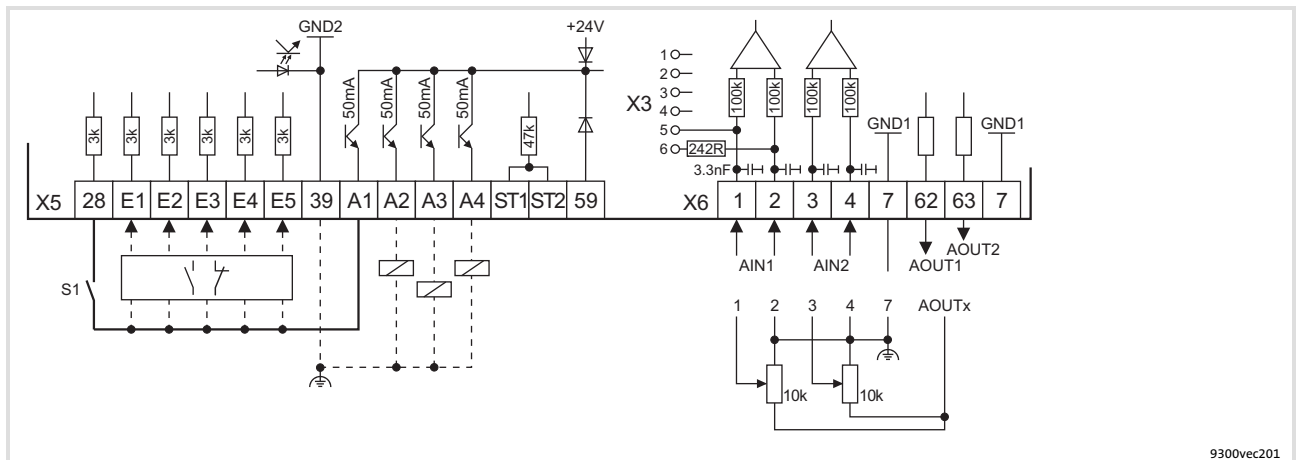 GND2
+24V
50mA
50mA
50mA
50mA
3k
3k
3k
3k
3k
3k
47k
X5 28 E1 E2 E3 E4 E5 39 A1 A2 A3 A4 ST1 ST2 59
S1
1
2
3
X3 4
5
6 242R
100k
100k
100k
100k
3.3nF
GND1
GND1
X6 1 2 3 4 7 62 63 7
AIN1
AIN2
AOUT1
AOUT2
1 2 3 4 7 AOUTx
10k
10k
9300vec201